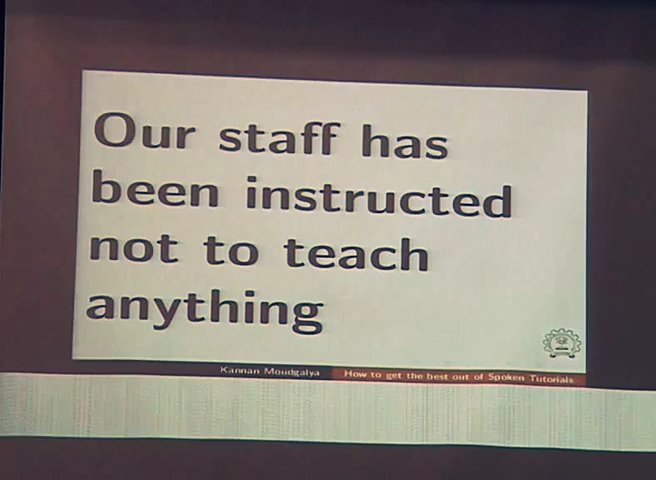 Our staff has
been instructed
not to teach
anything
Kannan Moudgalya How to get the best out of Spoken Tutorials